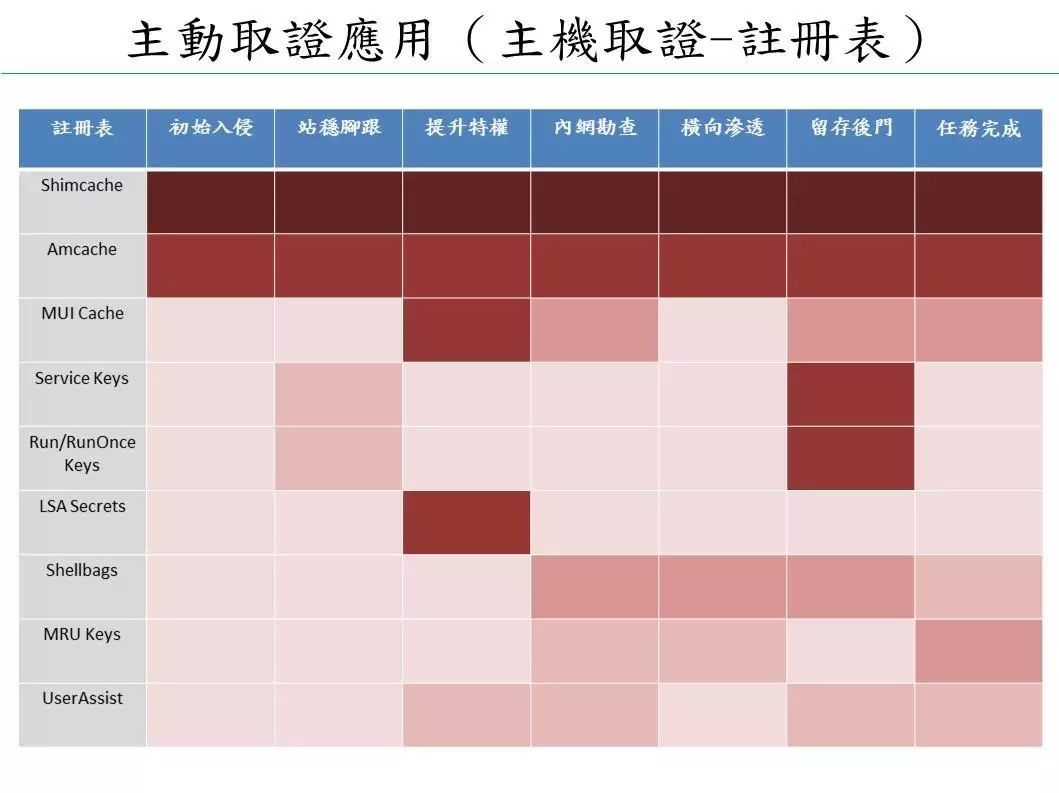 主動取證應用（主機取證-註冊表）
註冊表 初始入侵 站穩腳跟 提升特權 內網勘查 橫向滲透 留存後門 任務完成
Shimcache
Amcache
MUI Cache
Service Keys
Run/RunOnce
Keys
LSA Secrets
Shellbags
MRU Keys
UserAssist